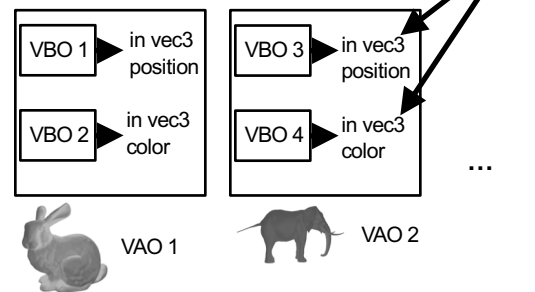 VBO 1
in vec3
position
VBO 2
in vec3
color
VAO 1
VBO 3
in vec3
position
VBO 4
in vec3
color
VAO 2
...